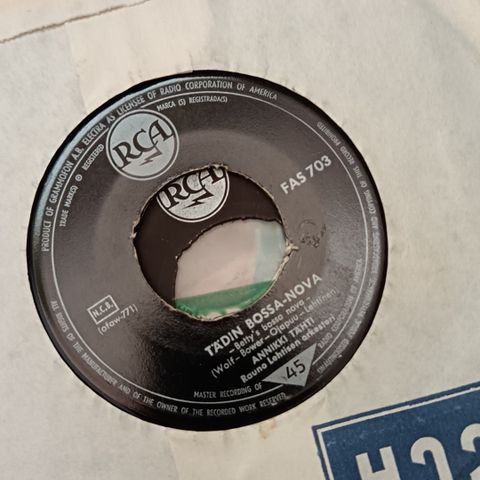 PRODUCT OF GRAMMOFON A.B. ELECTRA AS LICENSEE OF RADIO CORPORATION OF AMERICA
TRADE MARK(S) ® REGISTERED
MARCA (S) REGISTRADA(S)
RCA
RCA
FAS 703
N.C.B.
(ofaw-771)
TÄDIN BOSSA-NOVA
- Betty's bossa nova -
(Wolf - Bower - Olapuu - Lehtinen)
ANNIKKI TÄHTI
Rauno Lehtisen orkesteri
MASTER RECORDING OF
45
ALL RIGHTS OF THE MANUFACTURER AND OF THE OWNER OF THE RECORDED WORK RESERVED.